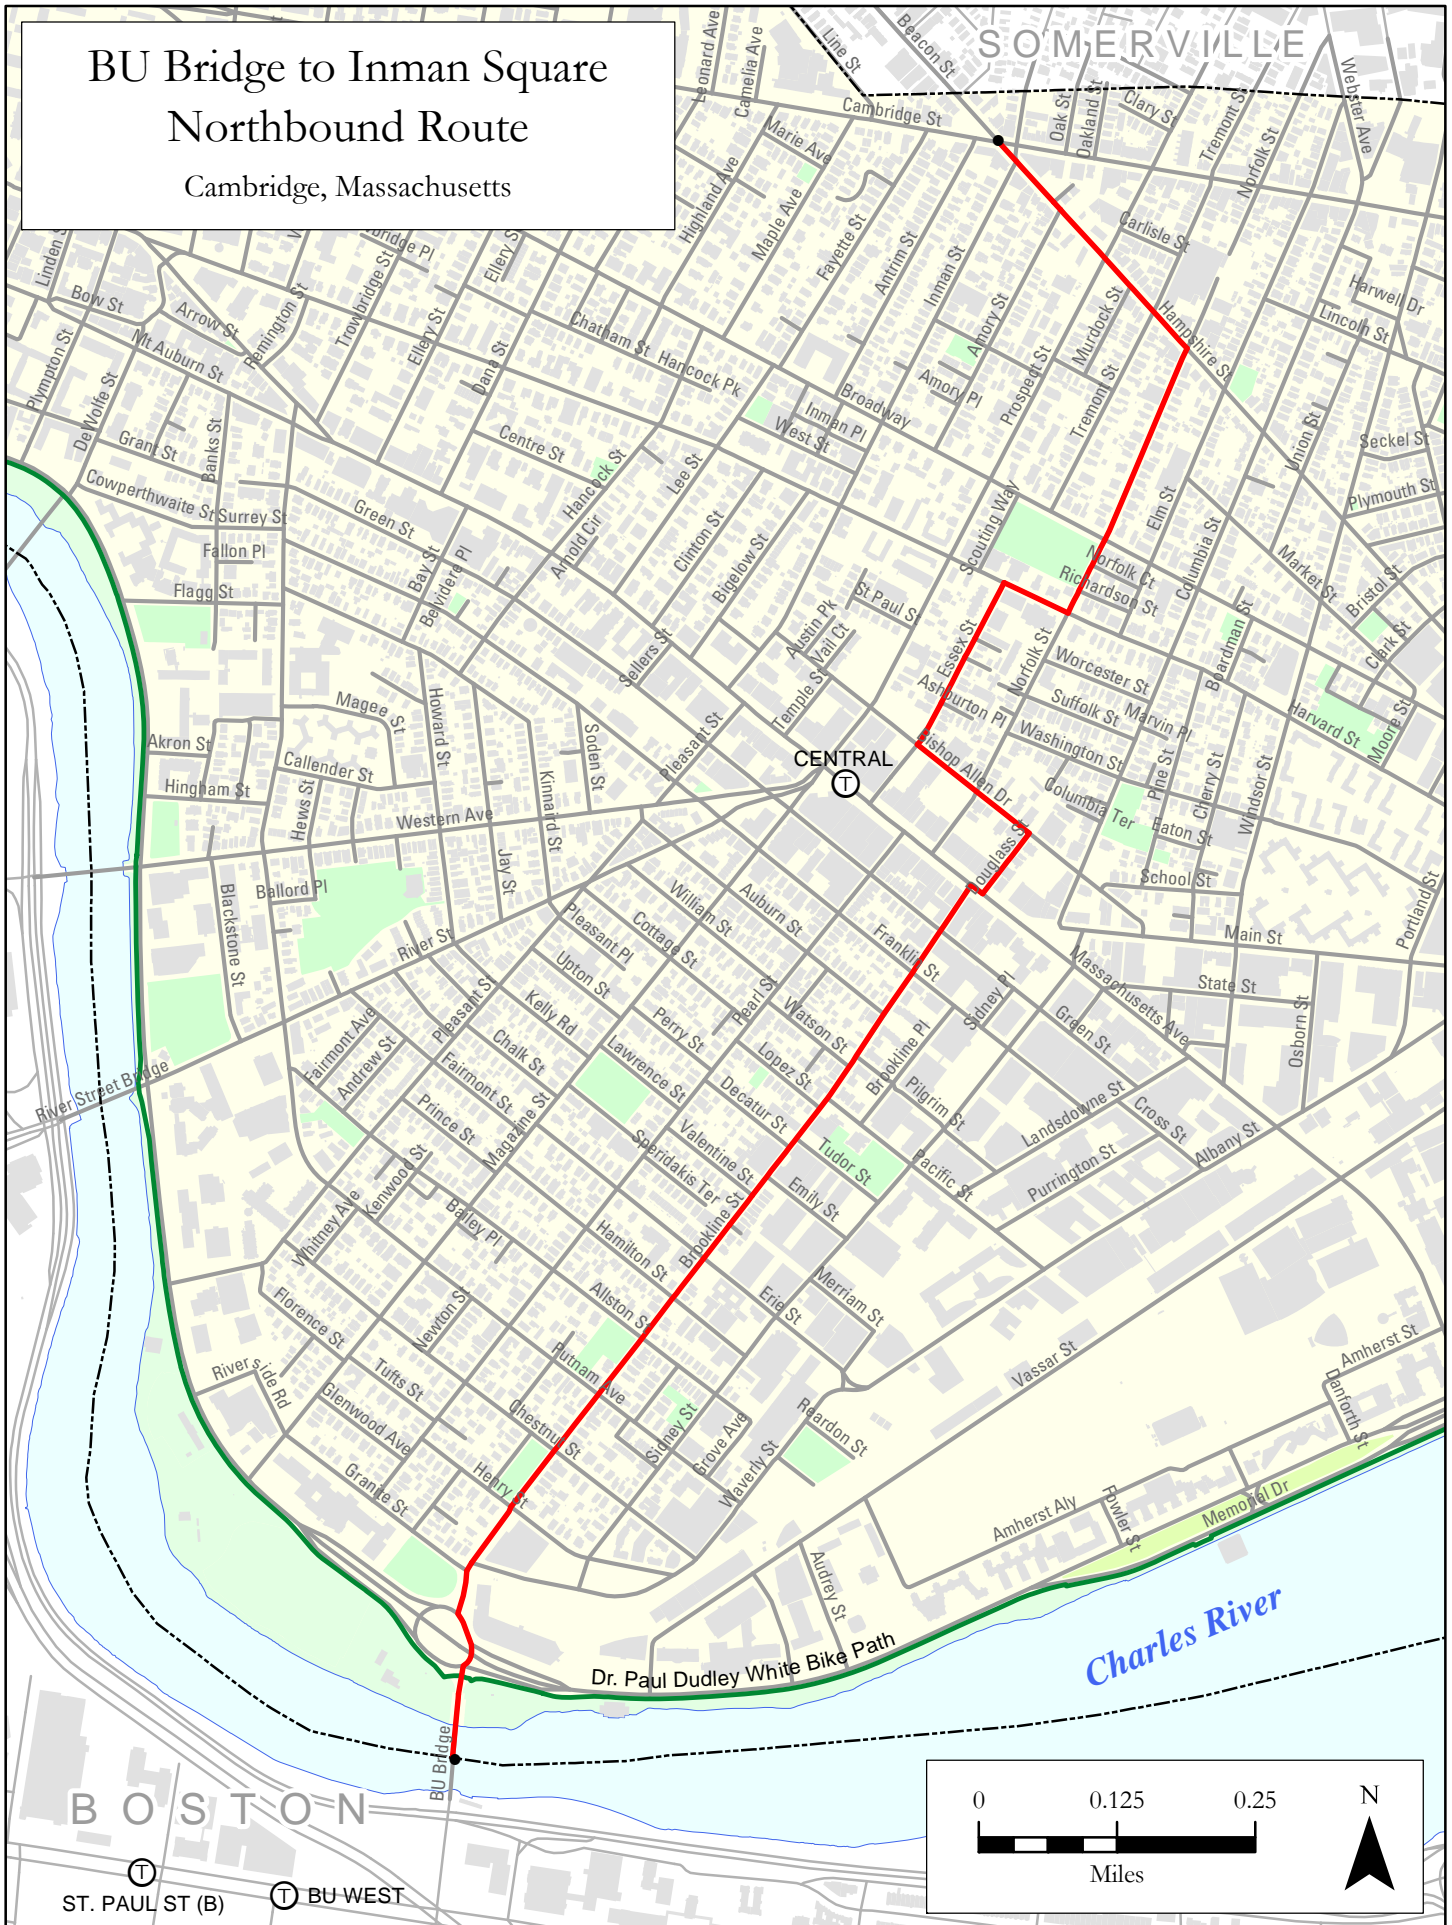 BU Bridge to Inman Square
Northbound Route
Cambridge, Massachusetts
SOMERVILLE
Leonard Ave
Camelia Ave
Line St
Beacon St
Cambridge St
Oak St
Oakland St
Clary St
Tremont St
Norfolk St
Webster Ave
Marie Ave
Highland Ave
Maple Ave
Fayette St
Antrim St
Inman St
Carlisle St
Linden S
bridge Pl
Ellery S
Bow St
Arrow St
Remington St
Trowbridge St
Ellery St
Dana St
Chatham St
Hancock Pk
Amory St
Murdock St
Hampshire St
Harwell Dr
Lincoln St
Plympton St
Mt Auburn St
DeWolfe St
Amory Pl
Prospect St
Tremont St
Broadway
Inman Pl
West St
Grant St
Banks St
Centre St
Hancock St
Lee St
Union St
Seckel St
Plymouth St
Cowperthwaite St
Surrey St
Green St
Fallon Pl
Flagg St
Bay St
Belvidere Pl
Arnold Cir
Clinton St
Bigelow St
Scouting Way
Elm St
Columbia St
Norfolk Ct
Richardson St
Market St
Bristol St
Clark St
St Paul St
Austin Pk
Vail Ct
Temple St
Sellers St
Essex St
Norfolk St
Ashburton Pl
Worcester St
Suffolk St
Marvin Pl
Washington St
Boardman St
Harvard St
Moore St
Magee St
Howard St
Soden St
Pleasant St
Akron St
Callender St
Hingham St
Hews St
Kinnaird St
Western Ave
Jay St
CENTRAL
T
Bishop Allen Dr
Columbia Ter
Pine St
Cherry St
Windsor St
Eaton St
School St
Douglass St
Ballord Pl
Blackstone St
River St
William St
Auburn St
Pleasant Pl
Cottage St
Upton St
Franklin St
Main St
Portland St
State St
Massachusetts Ave
Osborn St
Pleasant St
Kelly Rd
Perry St
Pearl St
Watson St
Sidney Pl
Green St
Brookline Pl
Fairmont Ave
Andrew St
Chalk St
Fairmont St
Lawrence St
Lopez St
Decatur St
Pilgrim St
Landsdowne St
Cross St
Albany St
River Street Bridge
Prince St
Magazine St
Speridakis Ter
Valentine St
Tudor St
Pacific St
Purrington St
Emily St
Kenwood St
Whitney Ave
Bailey Pl
Hamilton St
Brookline St
Erie St
Merriam St
Florence St
Newton St
Allston St
Putnam Ave
Vassar St
Amherst St
Danforth St
Riverside Rd
Tufts St
Glenwood Ave
Chestnut St
Sidney St
Grove Ave
Waverly St
Reardon St
Granite St
Henry St
Amherst Aly
Fowler St
Memorial Dr
Audrey St
Dr. Paul Dudley White Bike Path
Charles River
BU Bridge
BOSTON
T
ST. PAUL ST (B)
T
BU WEST
0 0.125 0.25
Miles
N